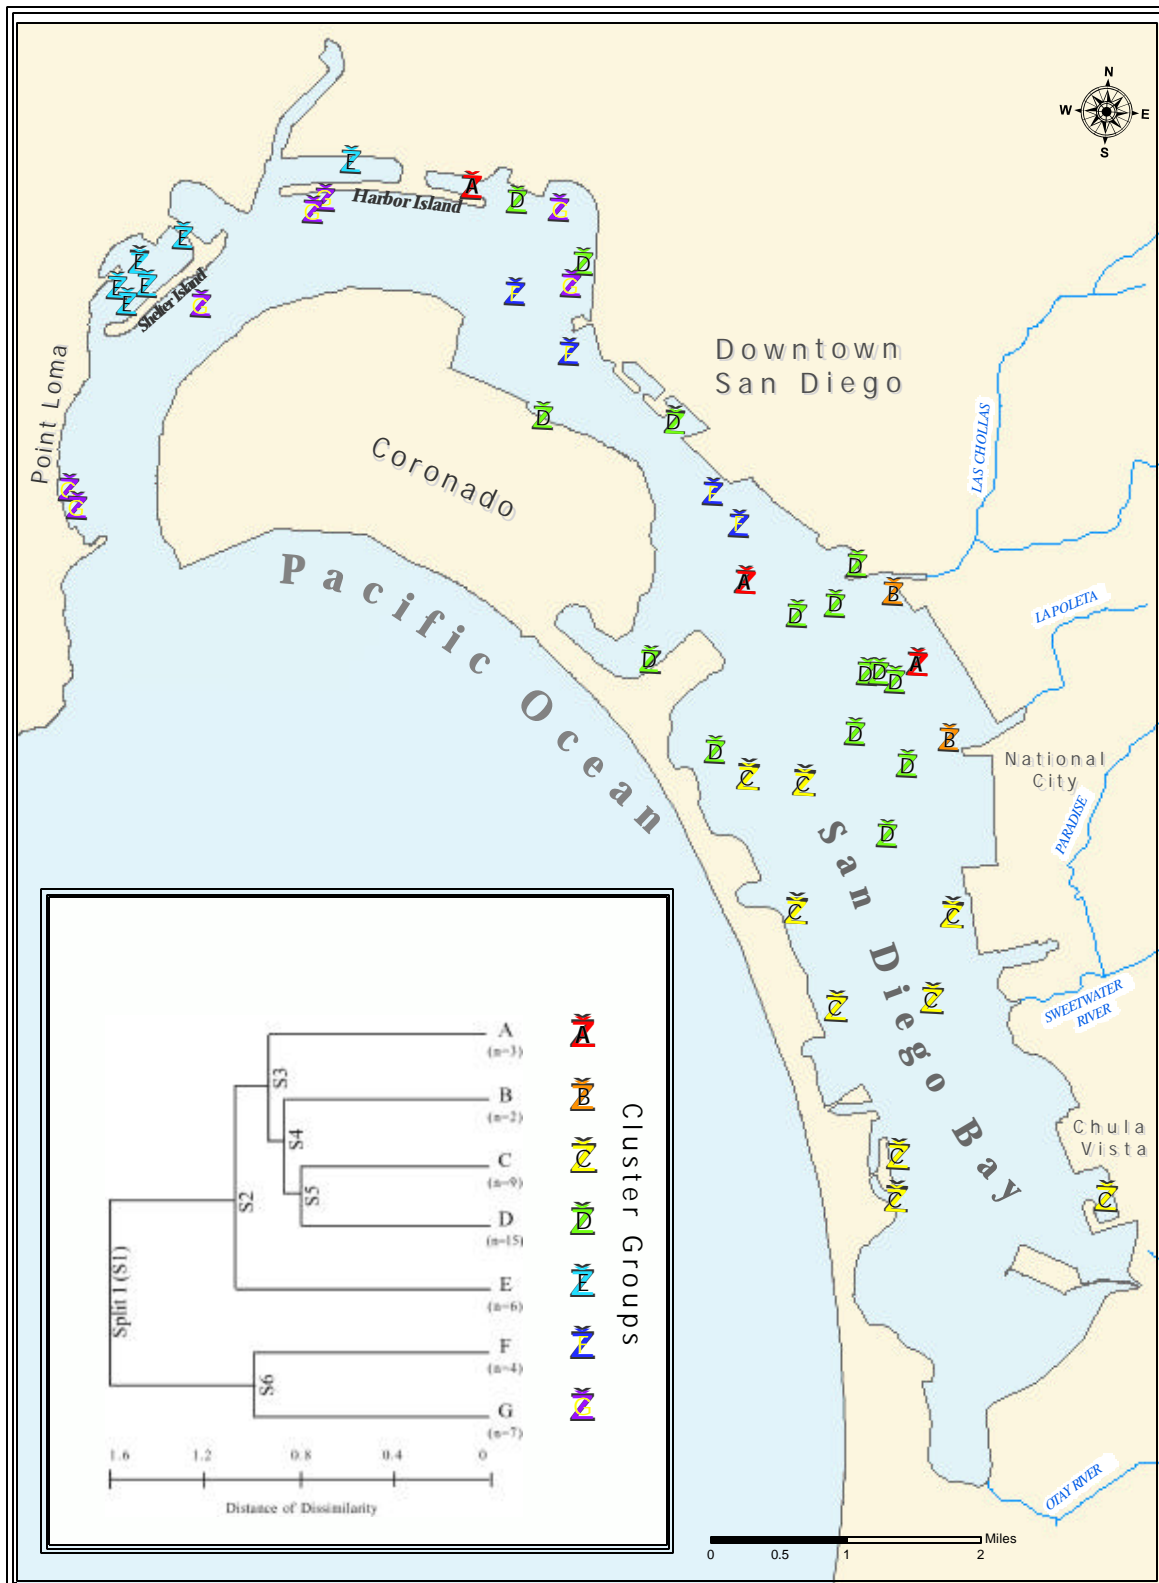 N
W
E
S
E
A
Harbor Island
D
G
G
G
E
E
E
E
E
Shelter Island
G
D
G
F
F
Downtown
San Diego
Point Loma
D
D
Coronado
LAS CHOLLAS
G
G
F
F
Pacific Ocean
A
D
B
D
D
LA POLETA
D
D
D
D
A
D
D
B
D
C
C
National
City
D
PARADISE
San Diego Bay
C
C
C
C
SWEETWATER
RIVER
C
C
C
Chula
Vista
OTAY RIVER
A
(n=3)
A
S3
B
(n=2)
B
S4
C
(n=9)
C
S5
S2
D
(n=15)
D
Split 1 (S1)
E
(n=6)
E
F
(n=4)
F
S6
G
(n=7)
G
Cluster Groups
1.6 1.2 0.8 0.4 0
Distance of Dissimilarity
Miles
0 0.5 1 2